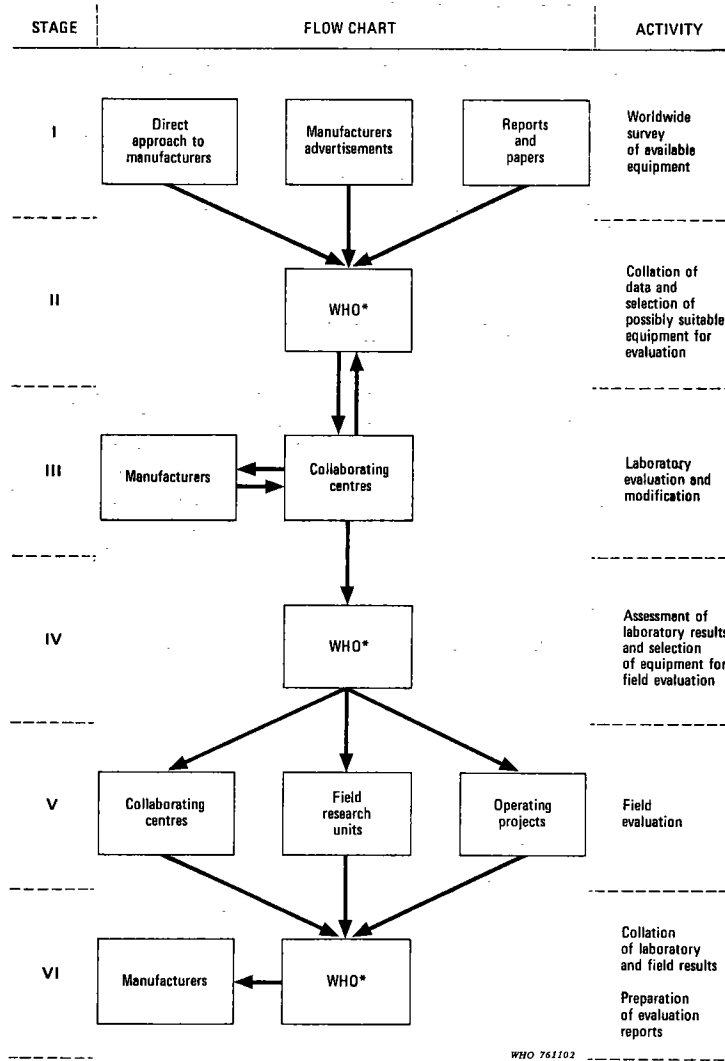 STAGE FLOW CHART ACTIVITY
I
Direct
approach to
manufacturers
Manufacturers
advertisements
Reports
and
papers
Worldwide
survey
of available
equipment
II
WHO*
Collation of
data and
selection of
possibly suitable
equipment for
evaluation
III
Manufacturers
Collaborating
centres
Laboratory
evaluation and
modification
IV
WHO*
Assessment of
laboratory results
and selection
of equipment for
field evaluation
V
Collaborating
centres
Field
research
units
Operating
projects
Field
evaluation
VI
Manufacturers
WHO*
Collation
of laboratory
and field results
Preparation
of evaluation
reports
WHO 761102